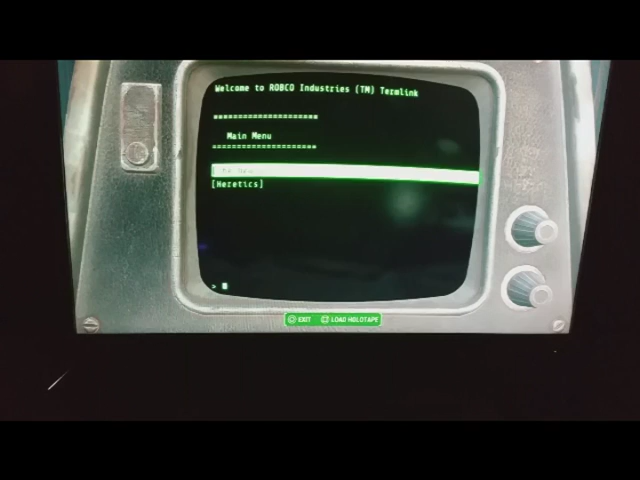 Welcome to ROBCO Industries (TM) Termlink
====================
Main Menu
====================
[Heretics]
>
EXIT LOAD HOLOTAPE